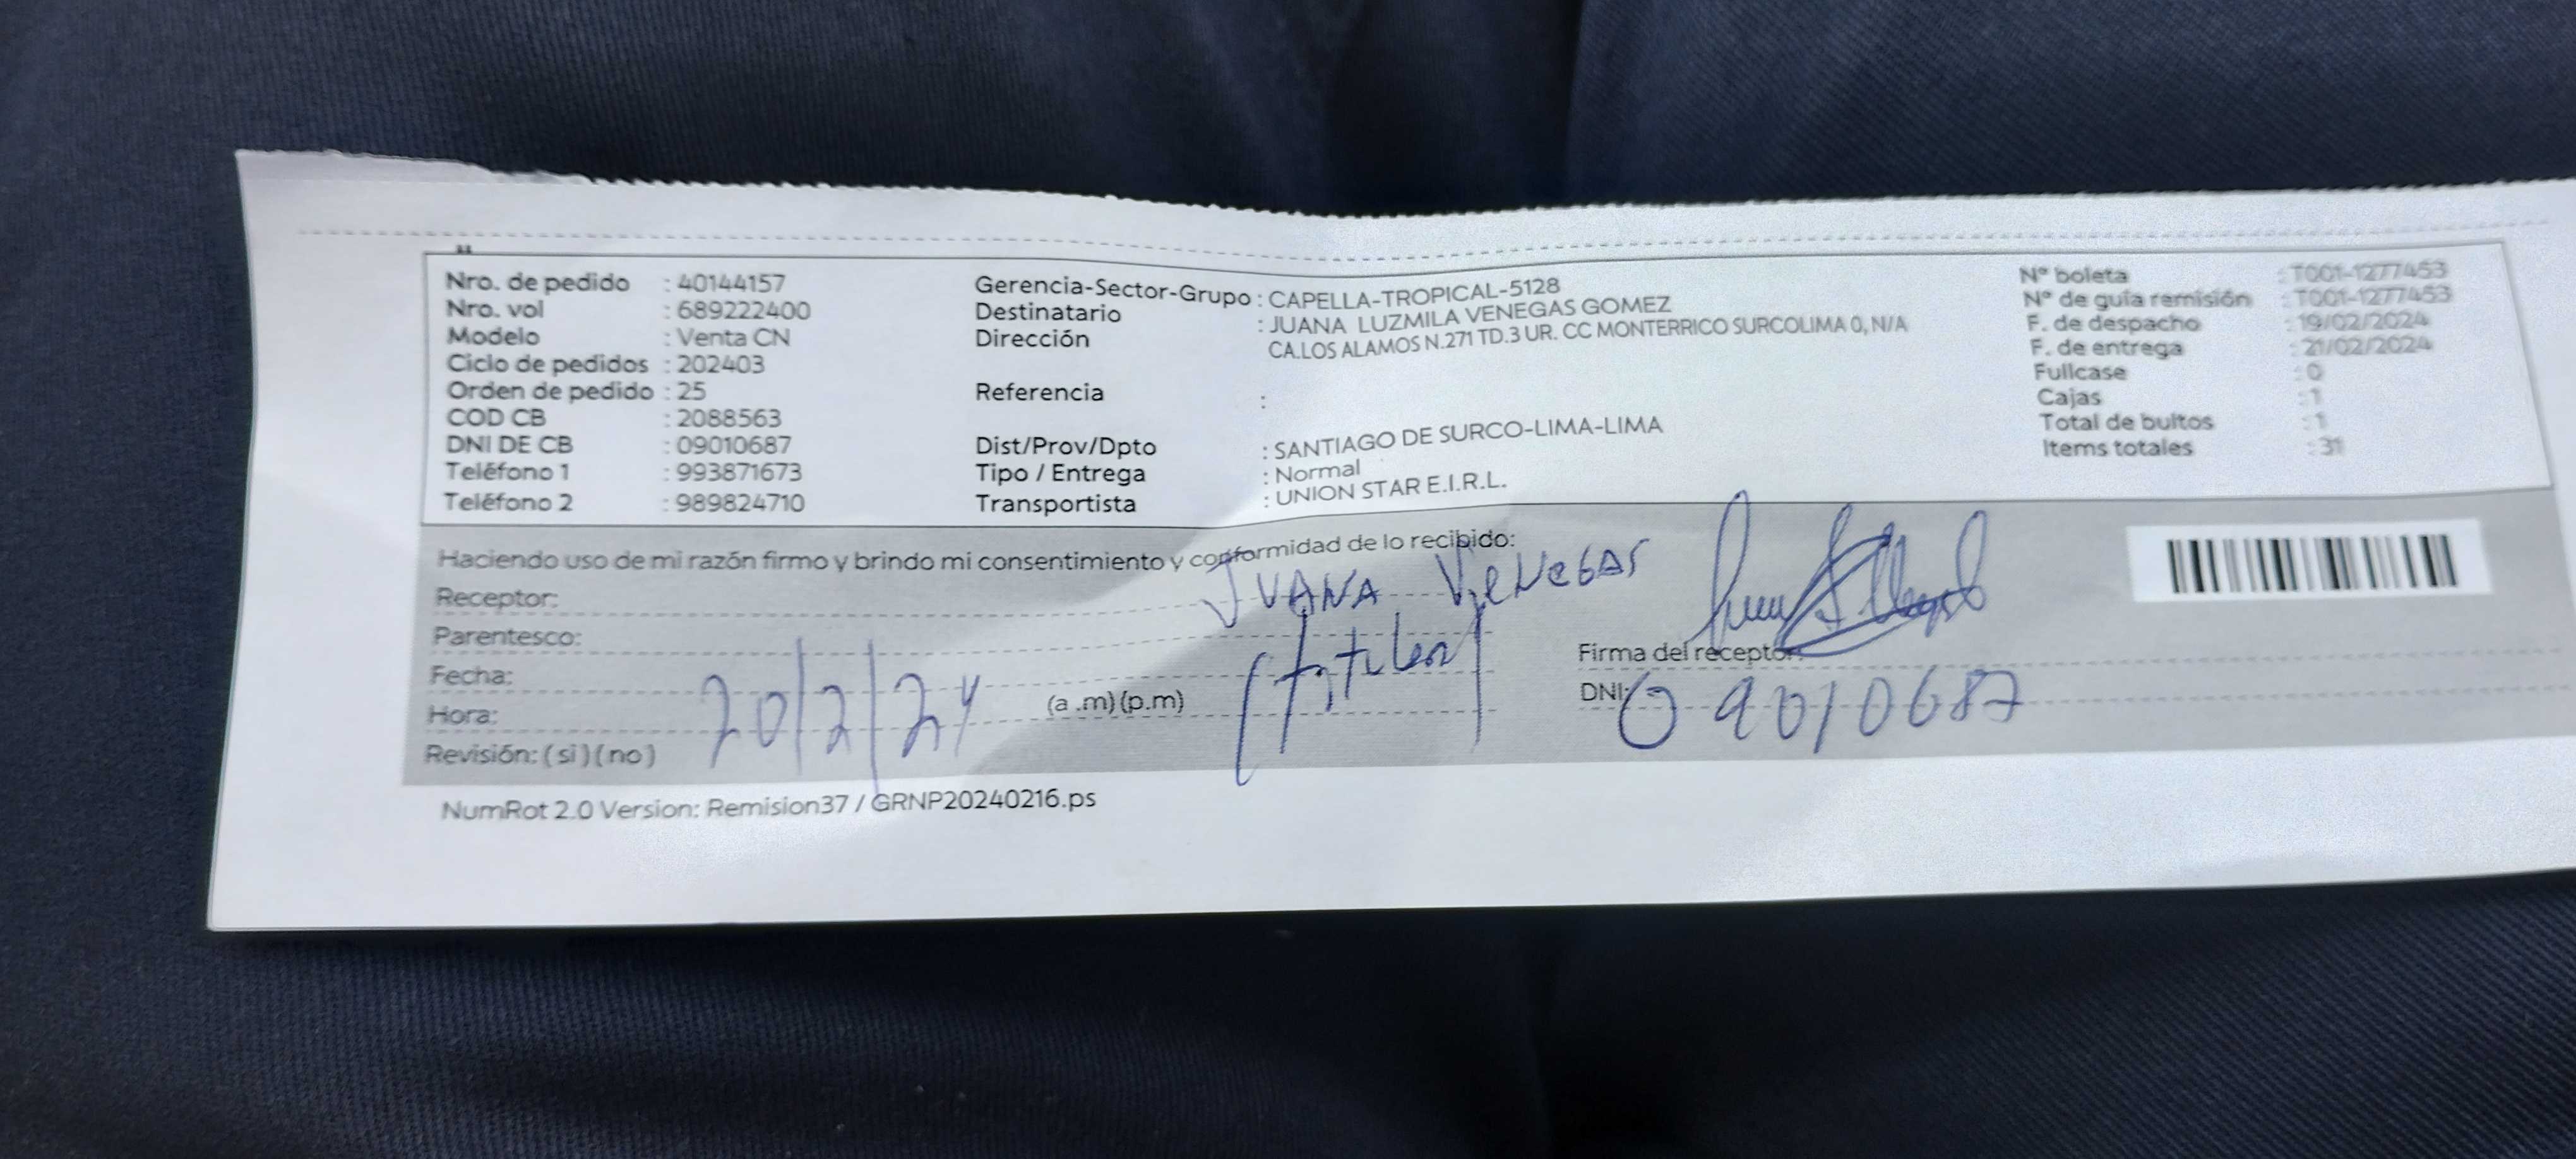 Nro. de pedido : 40144157
Nro. vol : 689222400
Modelo : Venta CN
Ciclo de pedidos : 202403
Orden de pedido : 25
COD CB : 2088563
DNI DE CB : 09010687
Teléfono 1 : 993871673
Teléfono 2 : 989824710
Gerencia-Sector-Grupo : CAPELLA-TROPICAL-5128
Destinatario : JUANA LUZMILA VENEGAS GOMEZ
Dirección CA.LOS ALAMOS N.271 TD.3 UR. CC MONTERRICO SURCOLIMA 0, N/A
Referencia :
Dist/Prov/Dpto : SANTIAGO DE SURCO-LIMA-LIMA
Tipo / Entrega : Normal
Transportista : UNION STAR E.I.R.L.
Nº boleta : T001-1277453
Nº de guía remisión : T001-1277453
F. de despacho : 19/02/2024
F. de entrega : 21/02/2024
Fullcase : 0
Cajas : 1
Total de bultos : 1
Items totales : 31
Haciendo uso de mi razón firmo y brindo mi consentimiento y conformidad de lo recibido:
Receptor: JUANA VENEGAS
Parentesco: (titular)
Fecha: 20/2/24
Hora: (a .m) (p.m)
Revisión: ( si ) ( no )
Firma del receptor:
DNI: 09010687
NumRot 2.0 Version: Remision37 / GRNP20240216.ps